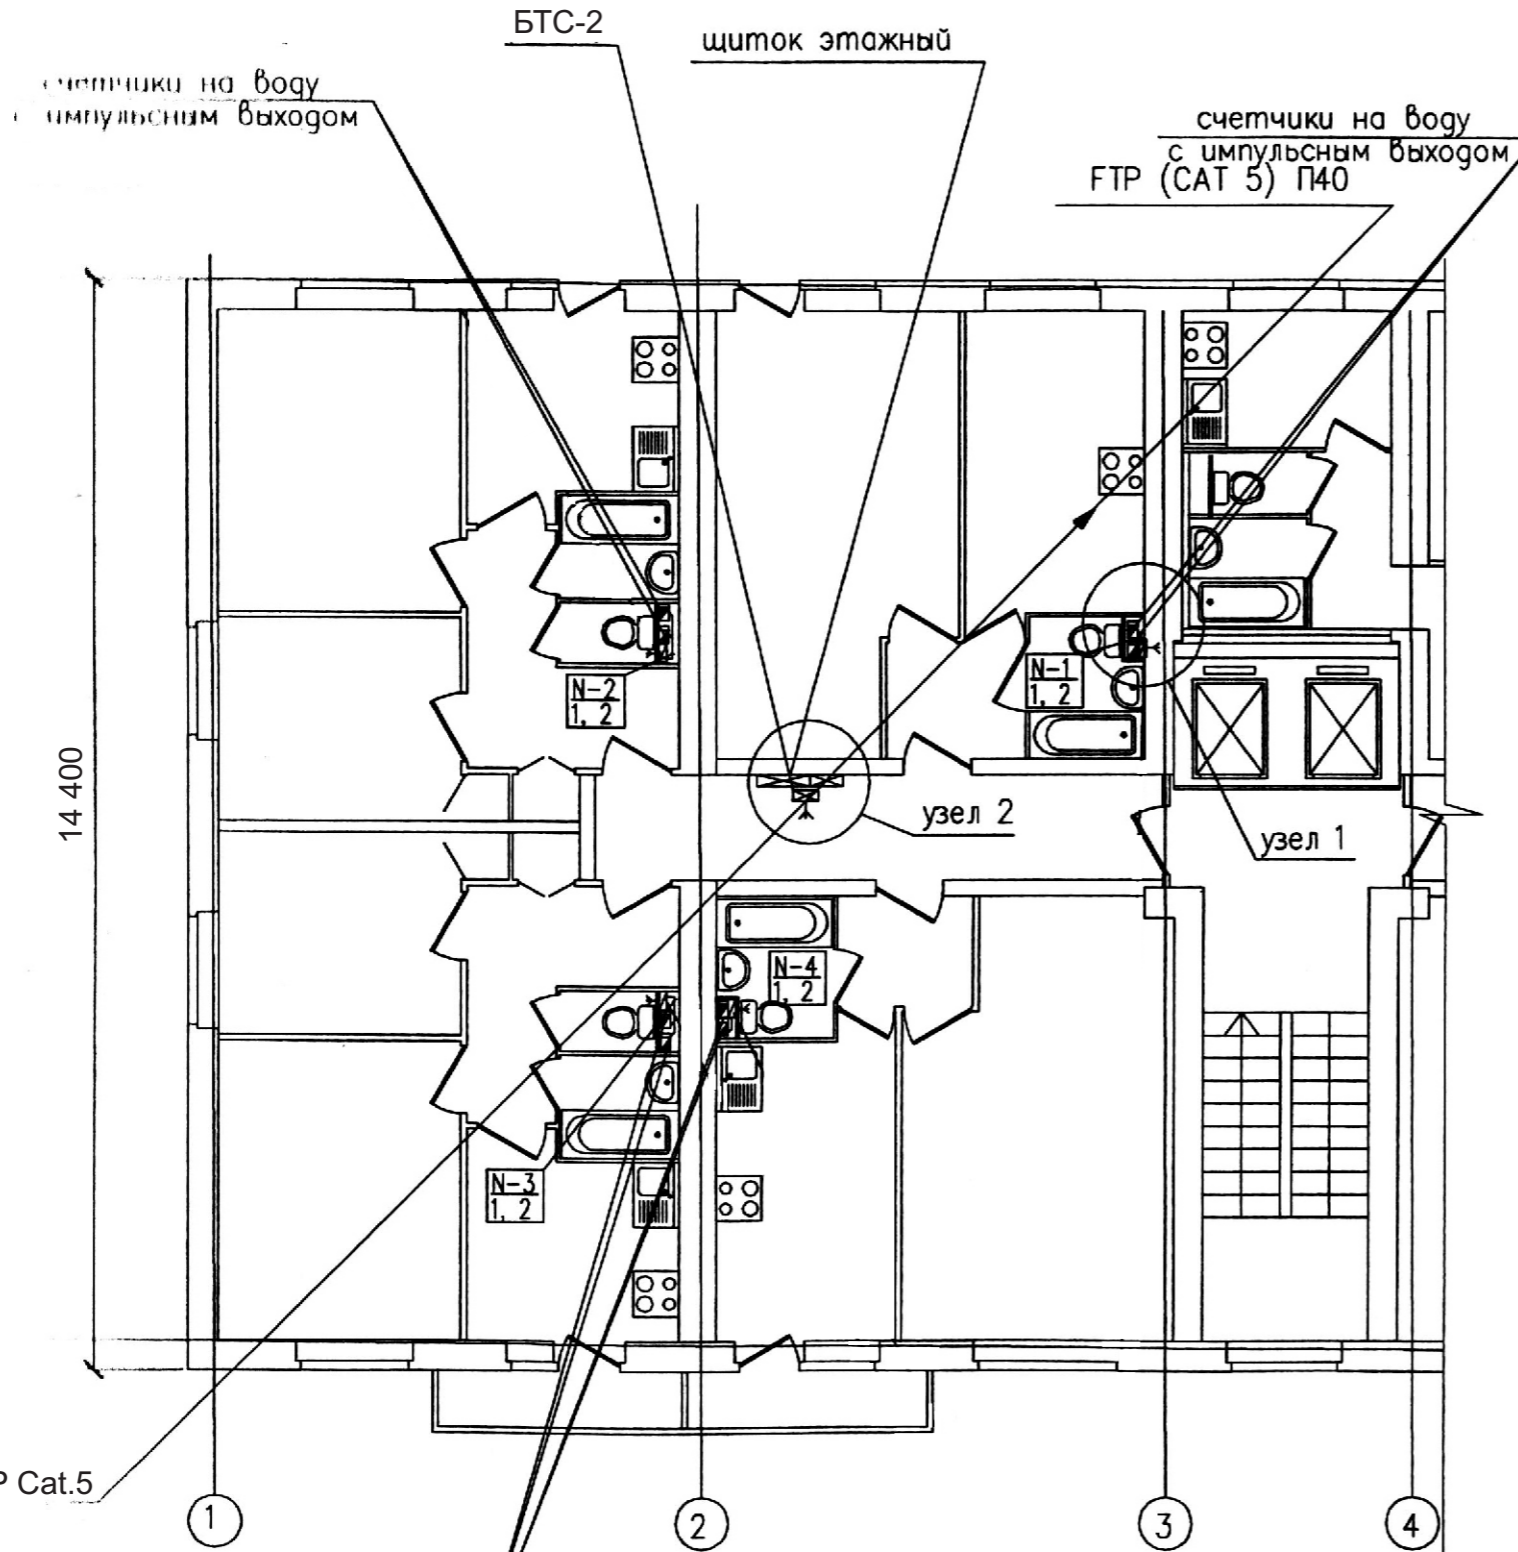 БТС-2
щиток этажный
счетчики на воду
с импульсным выходом
счетчики на воду
с импульсным выходом
FTP (CAT 5) П40
N-2
1, 2
N-1
1, 2
14 400
узел 2
узел 1
N-4
1, 2
N-3
1, 2
P Cat.5
1
2
3
4